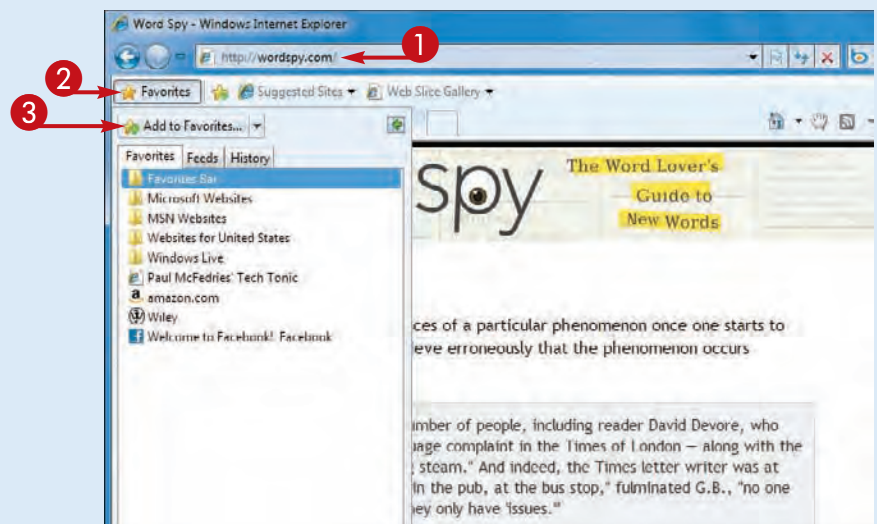 Word Spy - Windows Internet Explorer
1
http://wordspy.com/
2
Favorites Suggested Sites Web Slice Gallery
3
Add to Favorites...
Favorites Feeds History
Favorites Bar
Microsoft Websites
MSN Websites
Websites for United States
Windows Live
Paul McFedries' Tech Tonic
amazon.com
Wiley
Welcome to Facebook! Facebook
spy
The Word Lover's
Guide to
New Words
ces of a particular phenomenon once one starts to
eve erroneously that the phenomenon occurs
mber of people, including reader David Devore, who
age complaint in the Times of London — along with the
steam." And indeed, the Times letter writer was at
in the pub, at the bus stop," fulminated G.B., "no one
ey only have 'issues.'"